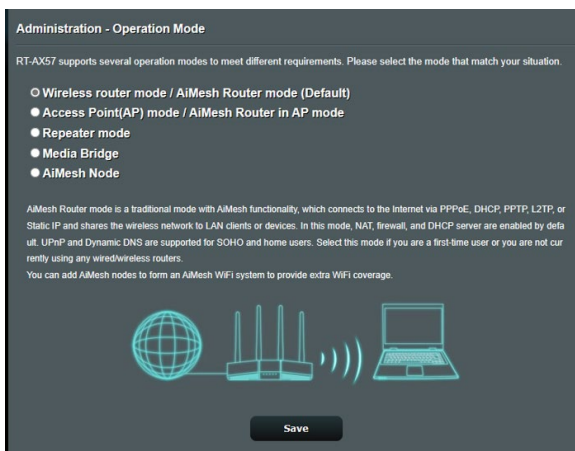 Administration - Operation Mode
RT-AX57 supports several operation modes to meet different requirements. Please select the mode that match your situation.
Wireless router mode / AiMesh Router mode (Default)
Access Point(AP) mode / AiMesh Router in AP mode
Repeater mode
Media Bridge
AiMesh Node
AiMesh Router mode is a traditional mode with AiMesh functionality, which connects to the Internet via PPPoE, DHCP, PPTP, L2TP, or
Static IP and shares the wireless network to LAN clients or devices. In this mode, NAT, firewall, and DHCP server are enabled by defa
ult. UPnP and Dynamic DNS are supported for SOHO and home users. Select this mode if you are a first-time user or you are not cur
rently using any wired/wireless routers.
You can add AiMesh nodes to form an AiMesh WiFi system to provide extra WiFi coverage.
Save